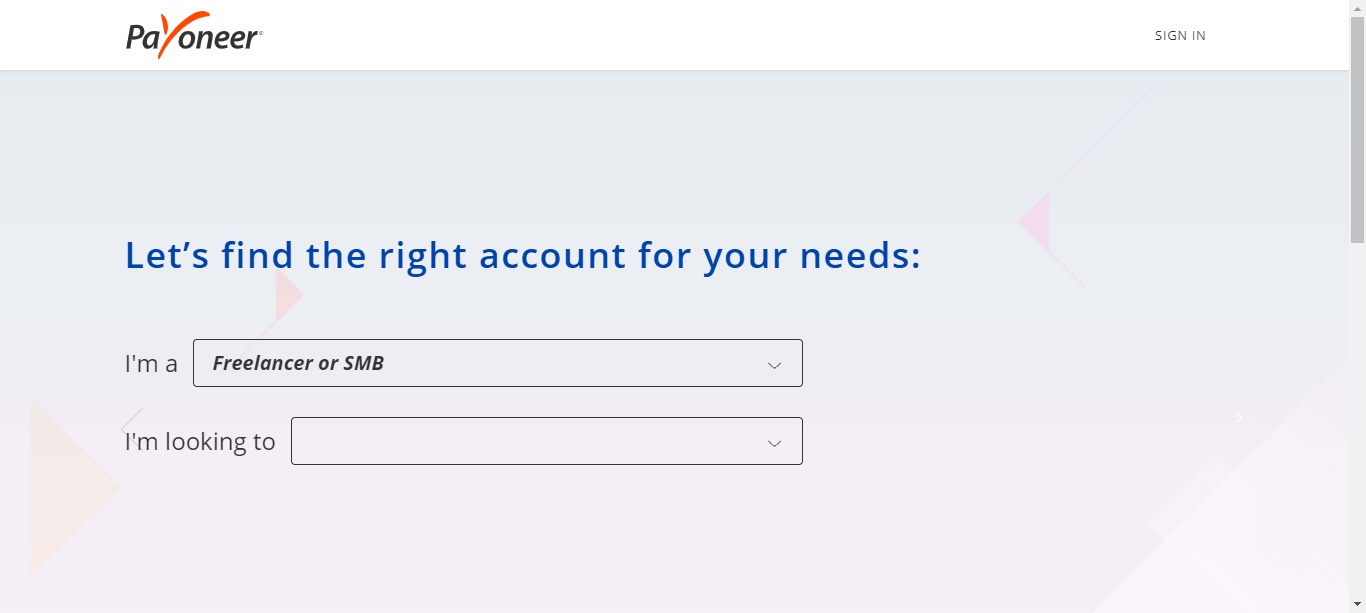 Payoneer
SIGN IN
Let’s find the right account for your needs:
I'm a Freelancer or SMB
I'm looking to